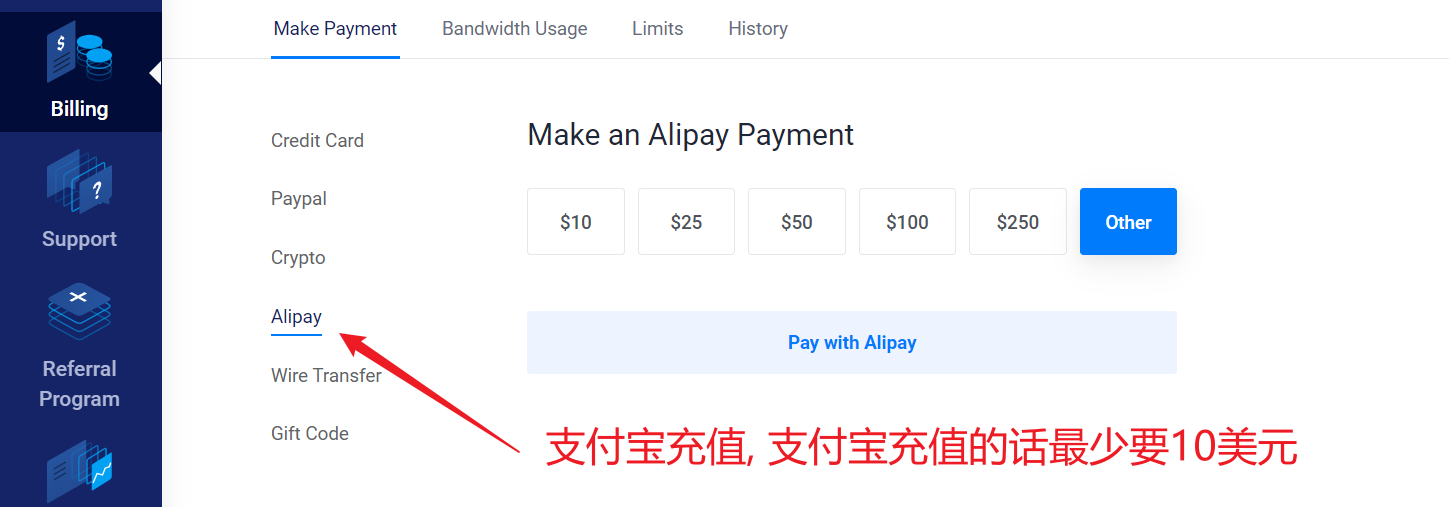 Make Payment
Bandwidth Usage
Limits
History
Billing
Support
Referral
Program
Credit Card
Paypal
Crypto
Alipay
Wire Transfer
Gift Code
Make an Alipay Payment
$10
$25
$50
$100
$250
Other
Pay with Alipay
支付宝充值, 支付宝充值的话最少要10美元